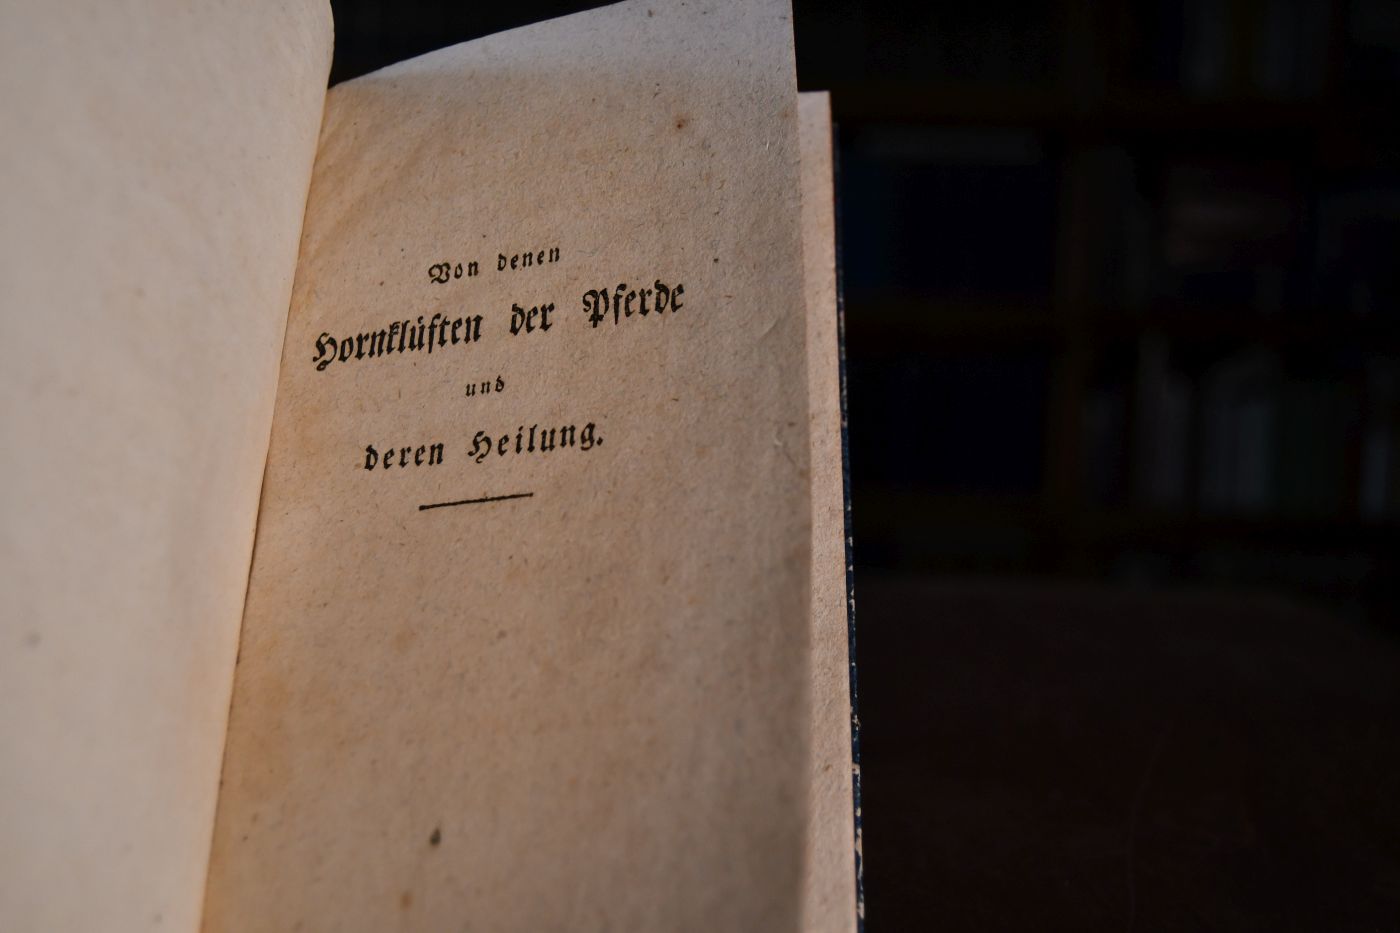 Von denen
Hornklüften der Pferde
und
deren Heilung.